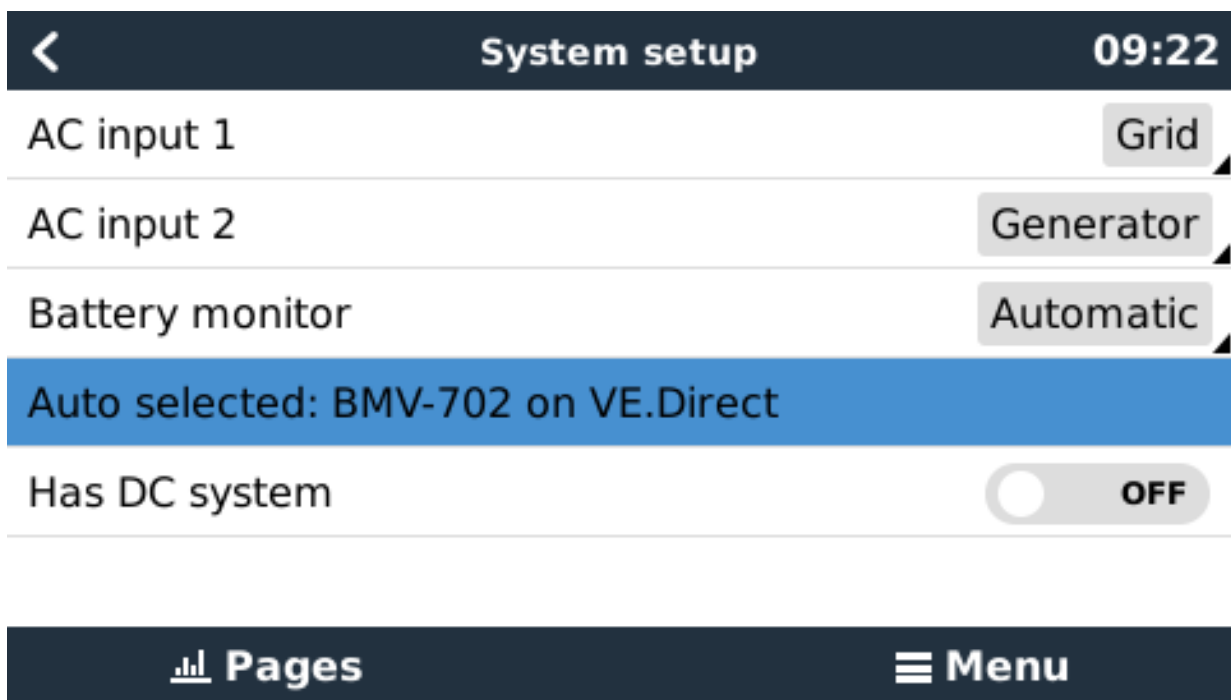 System setup 09:22
AC input 1 Grid
AC input 2 Generator
Battery monitor Automatic
Auto selected: BMV-702 on VE.Direct
Has DC system OFF
Pages Menu